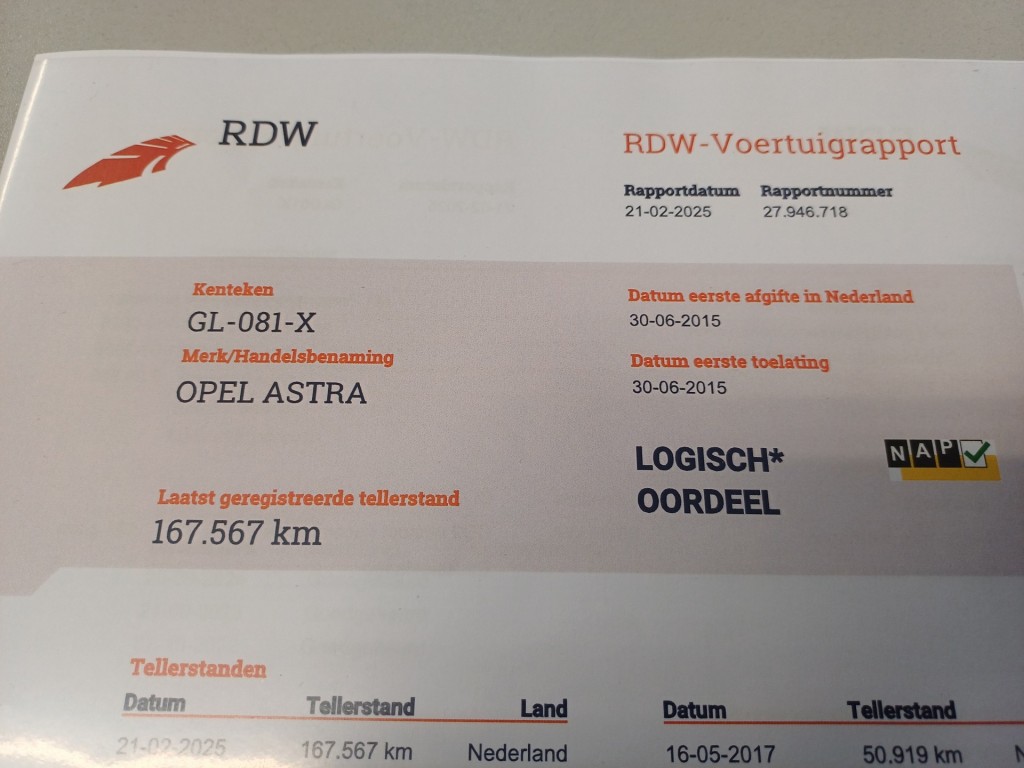 RDW
RDW-Voertuigrapport
Rapportdatum Rapportnummer
21-02-2025 27.946.718
Kenteken
GL-081-X
Merk/Handelsbenaming
OPEL ASTRA
Datum eerste afgifte in Nederland
30-06-2015
Datum eerste toelating
30-06-2015
LOGISCH*
OORDEEL
NAP
Laatst geregistreerde tellerstand
167.567 km
Tellerstanden
Datum Tellerstand Land Datum Tellerstand
21-02-2025 167.567 km Nederland 16-05-2017 50.919 km